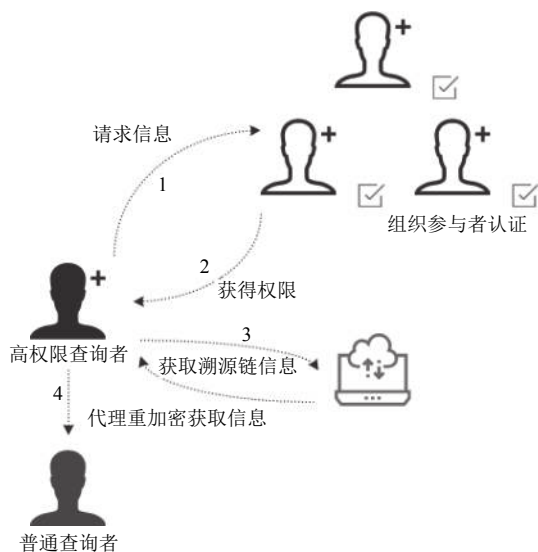 请求信息
1
组织参与者认证
2
获得权限
3
高权限查询者
获取溯源链信息
4
代理重加密获取信息
普通查询者